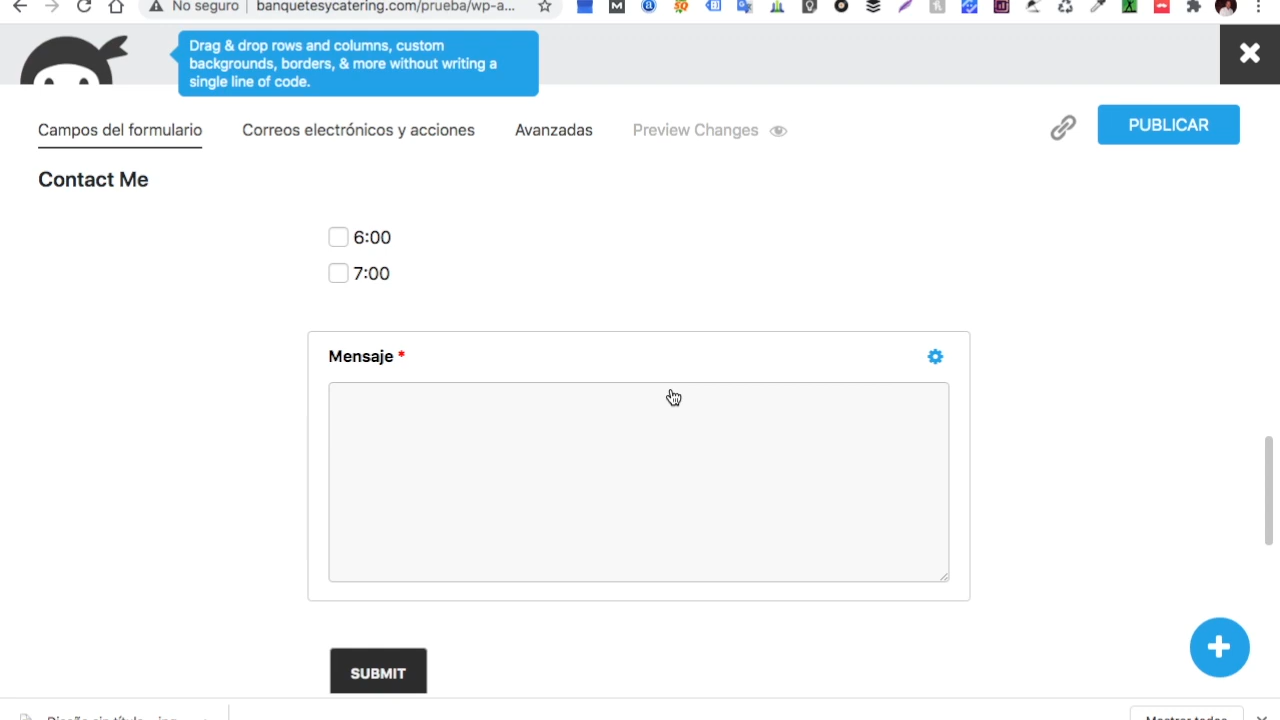 No seguro
banquetesycatering.com/prueba/wp-a...
Drag & drop rows and columns, custom
backgrounds, borders, & more without writing a
single line of code.
Campos del formulario
Correos electrónicos y acciones
Avanzadas
Preview Changes
PUBLICAR
Contact Me
6:00
7:00
Mensaje *
SUBMIT